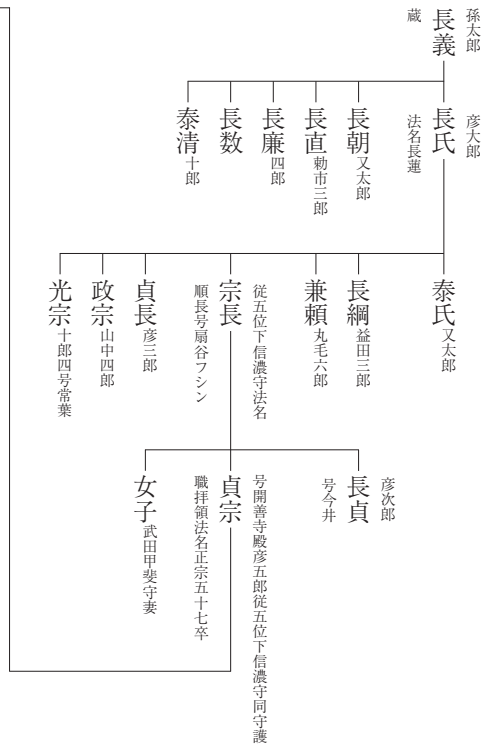 孫太郎
長義
蔵
彦太郎
長氏
法名長蓮
長朝 又太郎
長直 勅市三郎
長廉 四郎
長数
泰清 十郎
泰氏 又太郎
長綱 益田三郎
兼頼 丸毛六郎
従五位下信濃守法名
宗長
順長号扇谷フシン
貞長 彦三郎
政宗 山中四郎
光宗 十郎四号常葉
彦次郎
長貞
号今井
号開善寺殿彦五郎従五位下信濃守同守護
貞宗
職拝領法名正宗五十七卒
女子 武田甲斐守妻